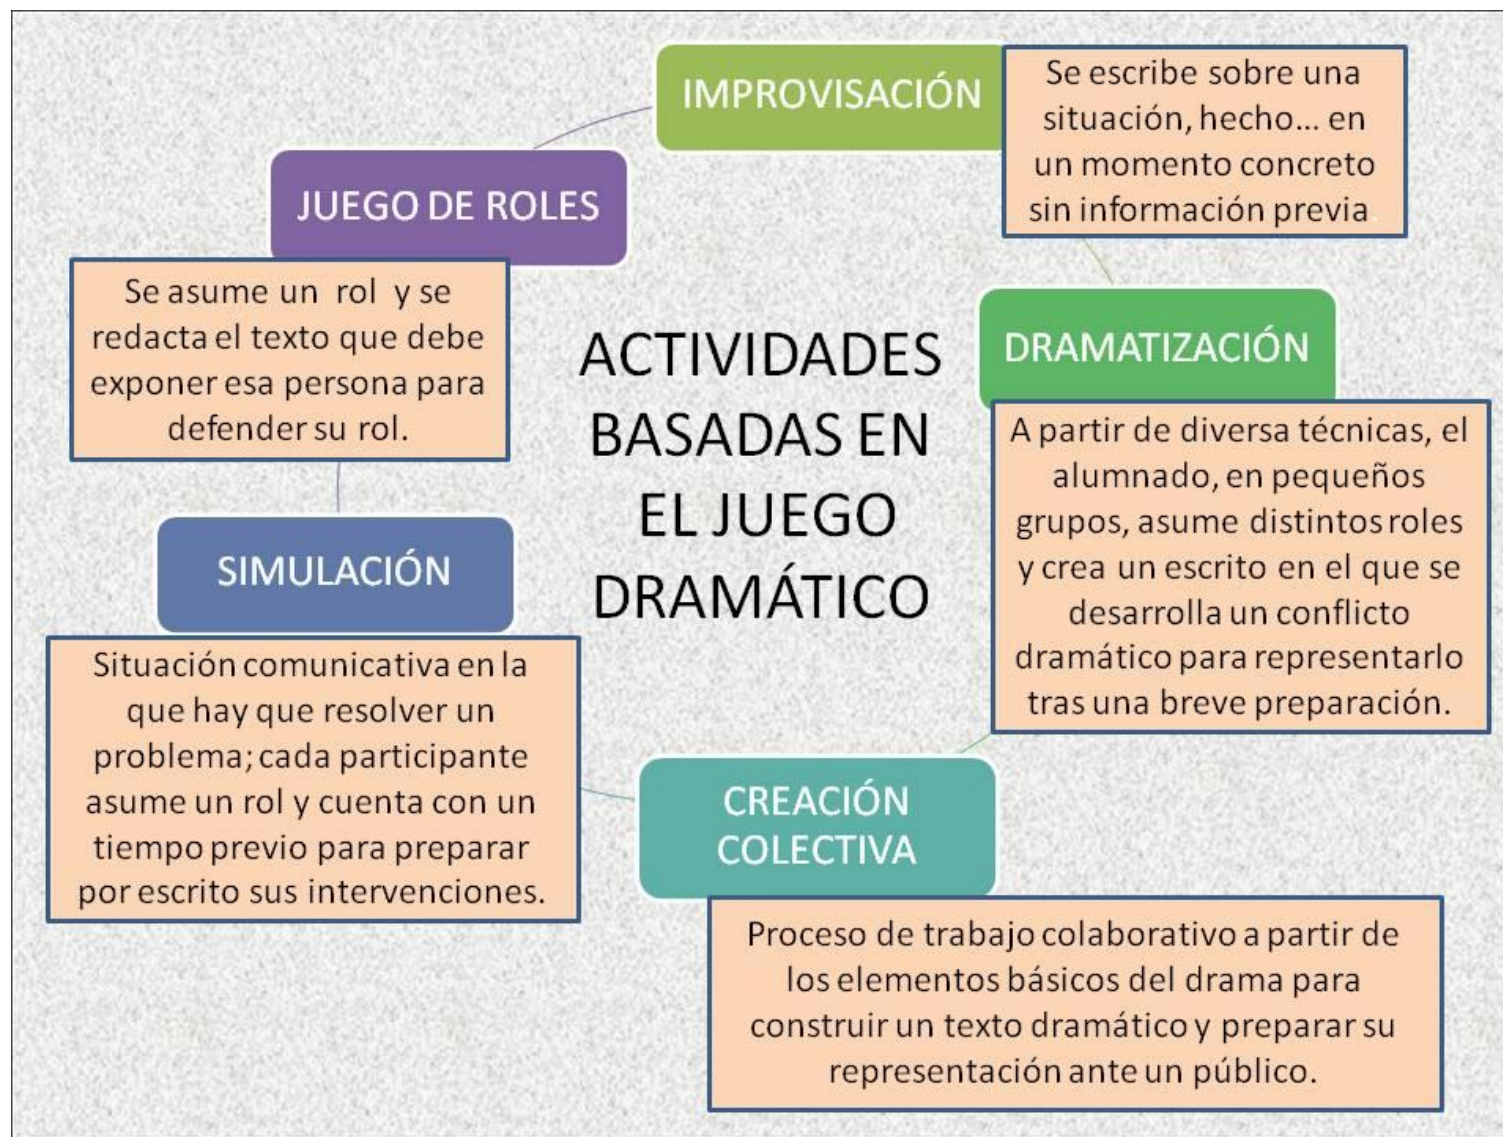 ACTIVIDADES
BASADAS EN
EL JUEGO
DRAMÁTICO
IMPROVISACIÓN
Se escribe sobre una
situación, hecho... en
un momento concreto
sin información previa.
DRAMATIZACIÓN
A partir de diversa técnicas, el
alumnado, en pequeños
grupos, asume distintos roles
y crea un escrito en el que se
desarrolla un conflicto
dramático para representarlo
tras una breve preparación.
CREACIÓN
COLECTIVA
Proceso de trabajo colaborativo a partir de
los elementos básicos del drama para
construir un texto dramático y preparar su
representación ante un público.
SIMULACIÓN
Situación comunicativa en la
que hay que resolver un
problema; cada participante
asume un rol y cuenta con un
tiempo previo para preparar
por escrito sus intervenciones.
JUEGO DE ROLES
Se asume un rol y se
redacta el texto que debe
exponer esa persona para
defender su rol.